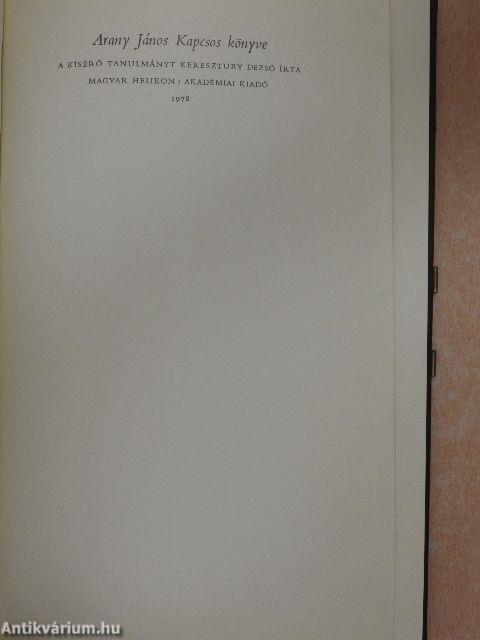 Arany János Kapcsos könyve
A KÍSÉRŐ TANULMÁNYT KERESZTURY DEZSŐ ÍRTA
MAGYAR HELIKON / AKADÉMIAI KIADÓ
1978
Antikvárium.hu